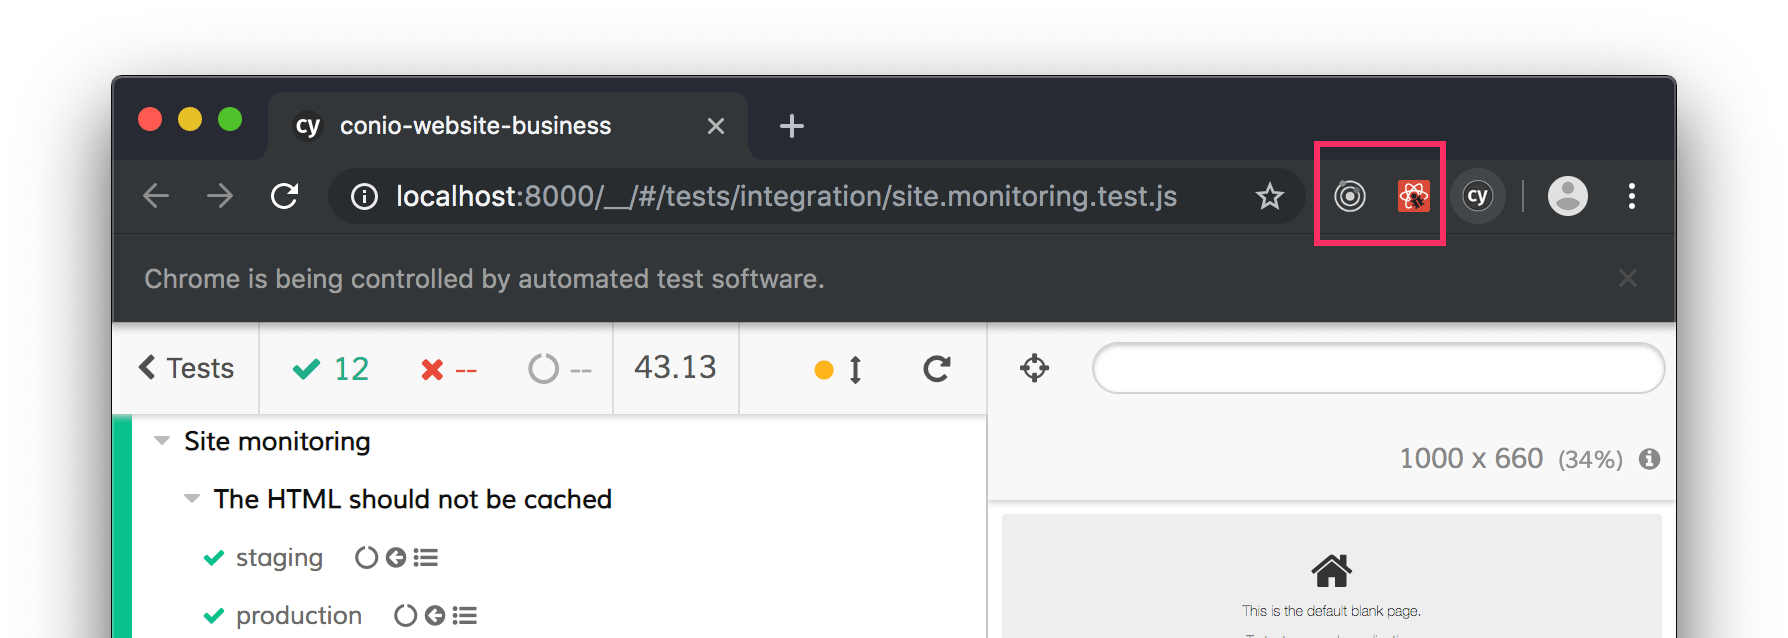 cy conio-website-business
localhost:8000/__/#/tests/integration/site.monitoring.test.js cy
Chrome is being controlled by automated test software.
Tests 12 -- -- 43.13
1000 x 660 (34%)
Site monitoring
The HTML should not be cached
staging
production
This is the default blank page.